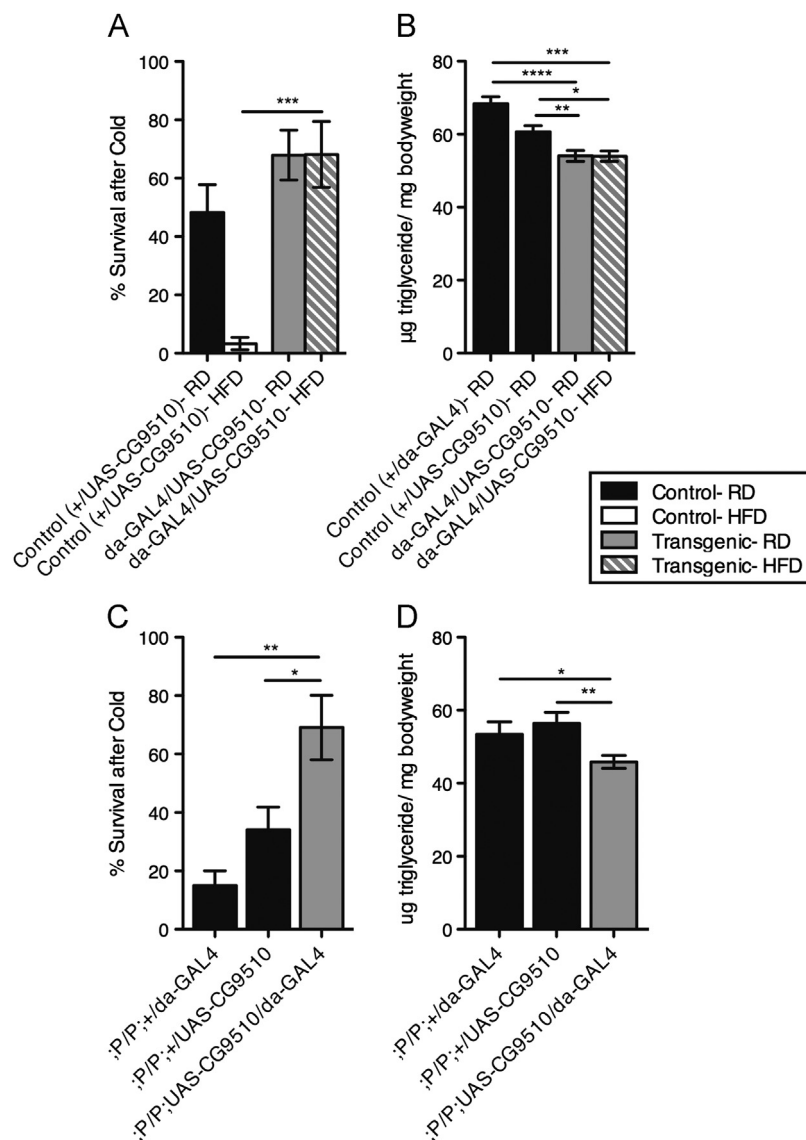 A
100
80
60
40
20
0
% Survival after Cold
***
Control (+/UAS-CG9510)- RD
Control (+/UAS-CG9510)- HFD
da-GAL4/UAS-CG9510- RD
da-GAL4/UAS-CG9510- HFD
B
80
60
40
20
0
µg triglyceride/ mg bodyweight
***
****
*
**
Control (+/da-GAL4)- RD
Control (+/UAS-CG9510)- RD
da-GAL4/UAS-CG9510- RD
da-GAL4/UAS-CG9510- HFD
Control- RD
Control- HFD
Transgenic- RD
Transgenic- HFD
C
100
80
60
40
20
0
% Survival after Cold
**
*
;P/P;+/da-GAL4
;P/P;+/UAS-CG9510
;P/P;UAS-CG9510/da-GAL4
D
80
60
40
20
0
ug triglyceride/ mg bodyweight
*
**
;P/P;+/da-GAL4
;P/P;+/UAS-CG9510
;P/P;UAS-CG9510/da-GAL4